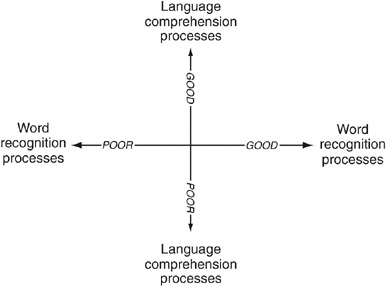 Language
comprehension
processes
GOOD
Word
recognition
processes
POOR
GOOD
Word
recognition
processes
POOR
Language
comprehension
processes